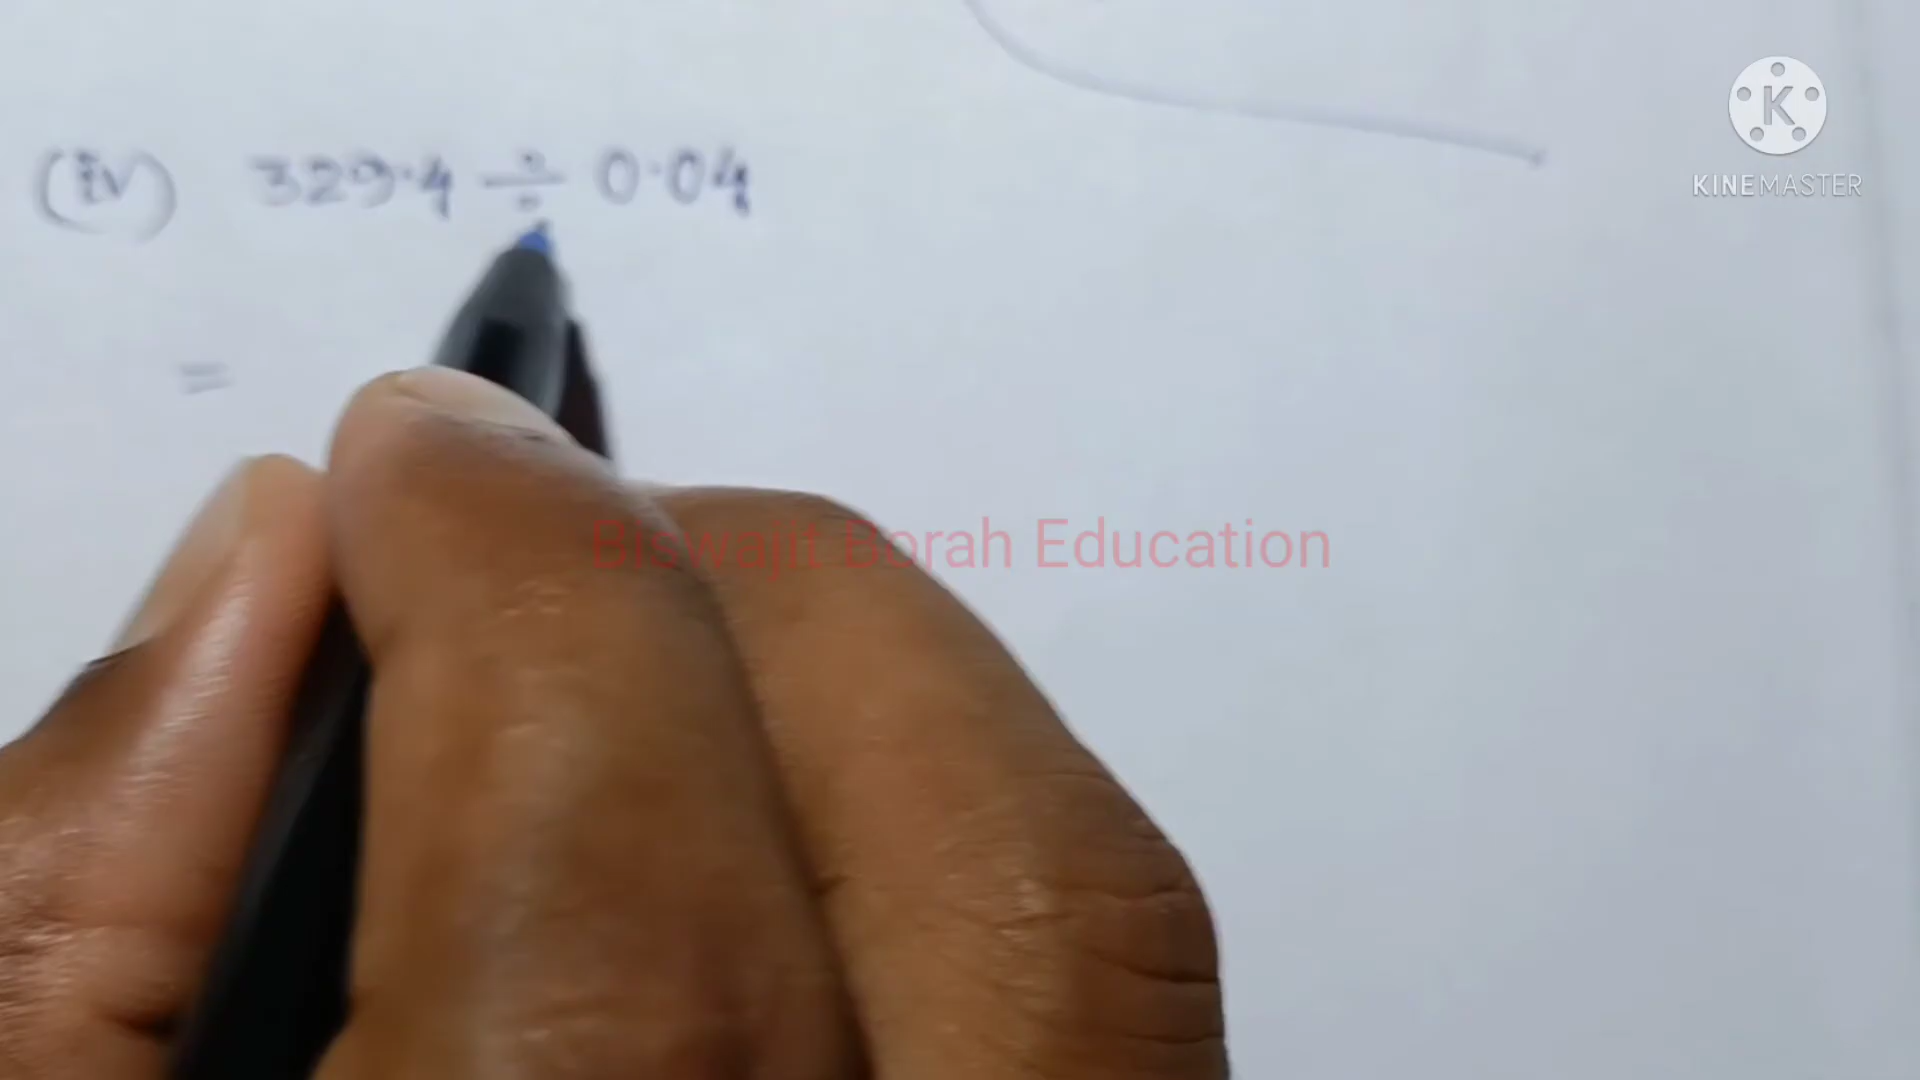 (iv) 329.4 ÷ 0.04
=
KINEMASTER
Biswajit Borah Education